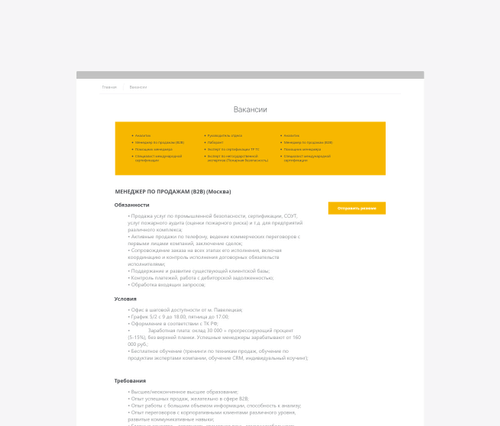 Главная Вакансии
Вакансии
• Аналитик
• Менеджер по продажам (B2B)
• Помощник менеджера
• Специалист международной
сертификации
• Руководитель отдела
• Лаборант
• Эксперт по сертификации
• Эксперт по негосударственной
экспертизе (Пожарная безопасность)
• Аналитик
• Менеджер по продажам (B2B)
• Помощник менеджера
• Специалист международной
сертификации
МЕНЕДЖЕР ПО ПРОДАЖАМ (B2B) (Москва)
Отправить резюме
Обязанности
• Продажа услуг по промышленной безопасности, сертификации, СОУТ,
услуг пожарного аудита (оценки пожарного риска) и т.д. для предприятий
различного комплекса;
• Активные продажи по телефону, ведение коммерческих переговоров с
первыми лицами компаний, заключение сделок;
• Сопровождение заказа на всех этапах его исполнения, включая
координацию и контроль исполнения договорных обязательств
исполнителями;
• Поддержание и развитие существующей клиентской базы;
• Контроль платежей, работа с дебиторской задолженностью;
• Обработка входящих запросов;
Условия
• Офис в шаговой доступности от м. Павелецкая;
• График 5/2 с 9 до 18:00, пятница до 17:00;
• Оформление в соответствии с ТК РФ;
• Заработная плата: оклад 30 000 + прогрессирующий процент
(5-15%), без верхней планки. Успешные менеджеры зарабатывают от 160
000 руб.;
• Бесплатное обучение (тренинги по техникам продаж, обучение по
продуктам экспертами компании, обучение CRM, индивидуальный коучинг),
Требования
• Высшее/неоконченное высшее образование;
• Опыт успешных продаж, желательно в сфере B2B.
• Опыт работы с большим объемом информации, способность к анализу
• Опыт переговоров с корпоративными клиентами различного уровня,
развитые коммуникативные навыки;